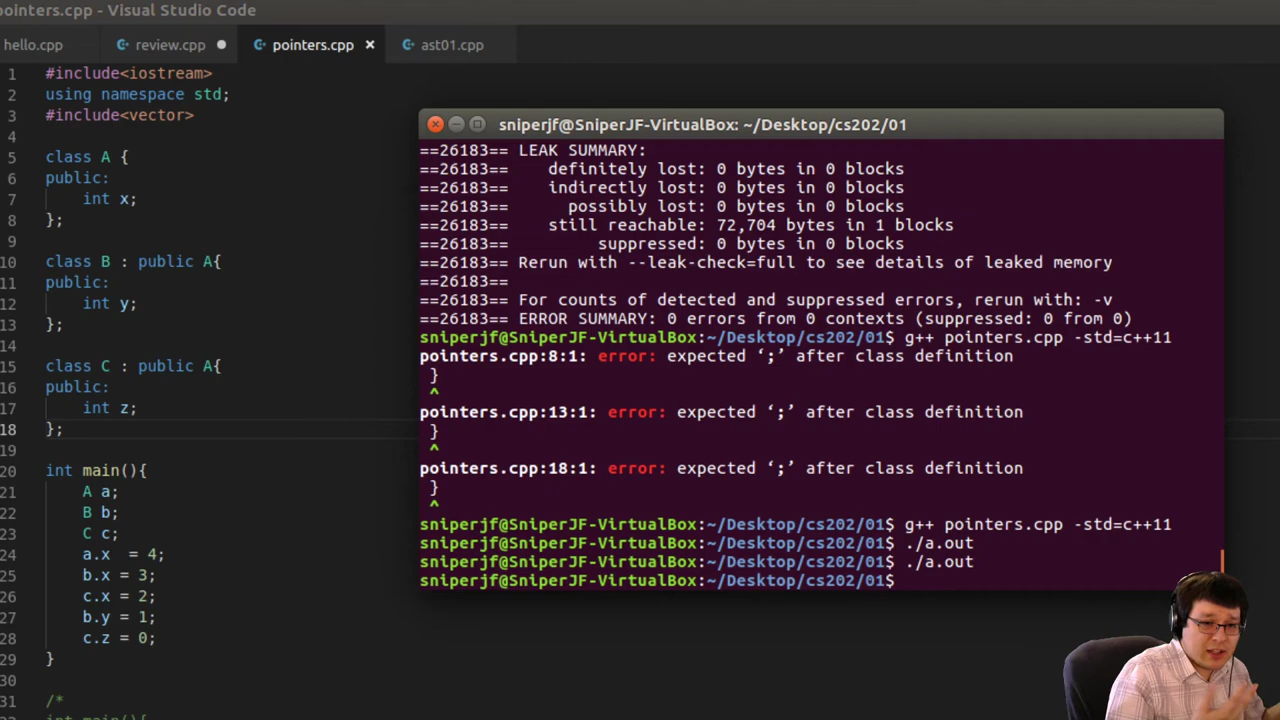 pointers.cpp - Visual Studio Code
hello.cpp review.cpp pointers.cpp × ast01.cpp
1 #include<iostream>
2 using namespace std;
3 #include<vector>
4
5 class A {
6 public:
7 int x;
8 };
9
10 class B : public A{
11 public:
12 int y;
13 };
14
15 class C : public A{
16 public:
17 int z;
18 };
19
20 int main(){
21 A a;
22 B b;
23 C c;
24 a.x  = 4;
25 b.x = 3;
26 c.x = 2;
27 b.y = 1;
28 c.z = 0;
29 }
30
31 /*
int main(){
sniperjf@SniperJF-VirtualBox: ~/Desktop/cs202/01
==26183== LEAK SUMMARY:
==26183== definitely lost: 0 bytes in 0 blocks
==26183== indirectly lost: 0 bytes in 0 blocks
==26183== possibly lost: 0 bytes in 0 blocks
==26183== still reachable: 72,704 bytes in 1 blocks
==26183== suppressed: 0 bytes in 0 blocks
==26183== Rerun with --leak-check=full to see details of leaked memory
==26183==
==26183== For counts of detected and suppressed errors, rerun with: -v
==26183== ERROR SUMMARY: 0 errors from 0 contexts (suppressed: 0 from 0)
sniperjf@SniperJF-VirtualBox:~/Desktop/cs202/01$ g++ pointers.cpp -std=c++11
pointers.cpp:8:1: error: expected ‘;’ after class definition
}
^
pointers.cpp:13:1: error: expected ‘;’ after class definition
}
^
pointers.cpp:18:1: error: expected ‘;’ after class definition
}
^
sniperjf@SniperJF-VirtualBox:~/Desktop/cs202/01$ g++ pointers.cpp -std=c++11
sniperjf@SniperJF-VirtualBox:~/Desktop/cs202/01$ ./a.out
sniperjf@SniperJF-VirtualBox:~/Desktop/cs202/01$ ./a.out
sniperjf@SniperJF-VirtualBox:~/Desktop/cs202/01$